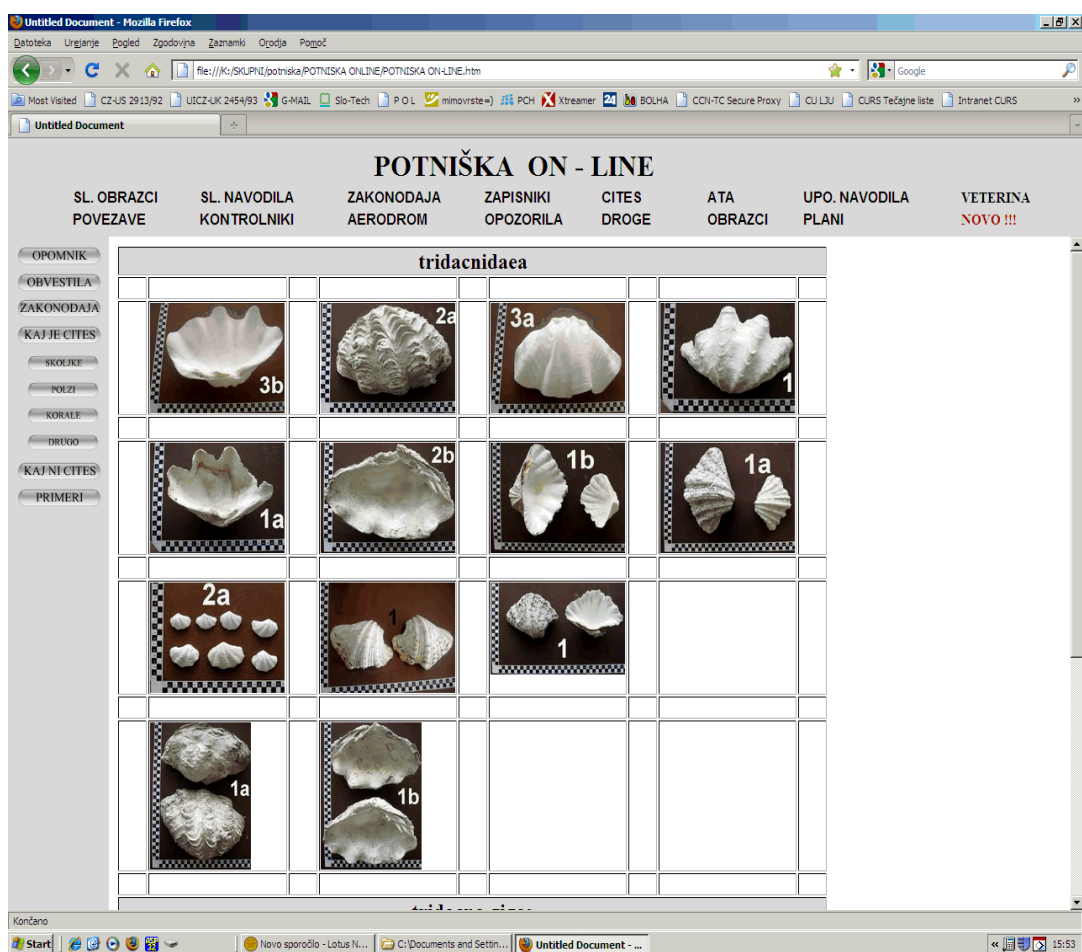 Untitled Document - Mozilla Firefox
Datoteka Urejanje Pogled Zgodovina Zaznamki Orodja Pomoč
file:///K:/SKUPNI/potniska/POTNISKA ONLINE/POTNISKA ON-LINE.htm
Google
Most Visited CZ-US 2913/92 UICZ-UK 2454/93 G-MAIL Slo-Tech P O L mimovrste=) PCH Xtreamer 24 BOLHA CCN-TC Secure Proxy CU LJU CURS Tečajne liste Intranet CURS »
Untitled Document
POTNIŠKA ON - LINE
SL. OBRAZCI SL. NAVODILA ZAKONODAJA ZAPISNIKI CITES ATA UPO. NAVODILA VETERINA
POVEZAVE KONTROLNIKI AERODROM OPOZORILA DROGE OBRAZCI PLANI NOVO !!!
OPOMNIK
OBVESTILA
ZAKONODAJA
KAJ JE CITES
SKOLJKE
POLZI
KORALE
DRUGO
KAJ NI CITES
PRIMERI
tridacnidaea
3b 2a 3a 1
1a 2b 1b 1a
2a 1 1
1a 1b
Končano
Start Novo sporočilo - Lotus N... C:\Documents and Settin... Untitled Document - ... « 15:53